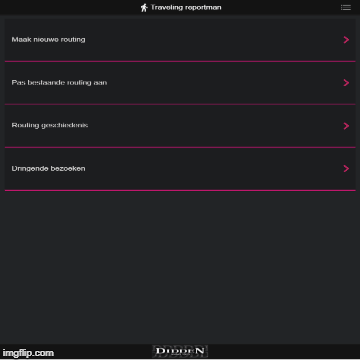 Traveling reportman
Maak nieuwe routing
Pas bestaande routing aan
Routing geschiedenis
Dringende bezoeken
DIDDEN
imgflip.com